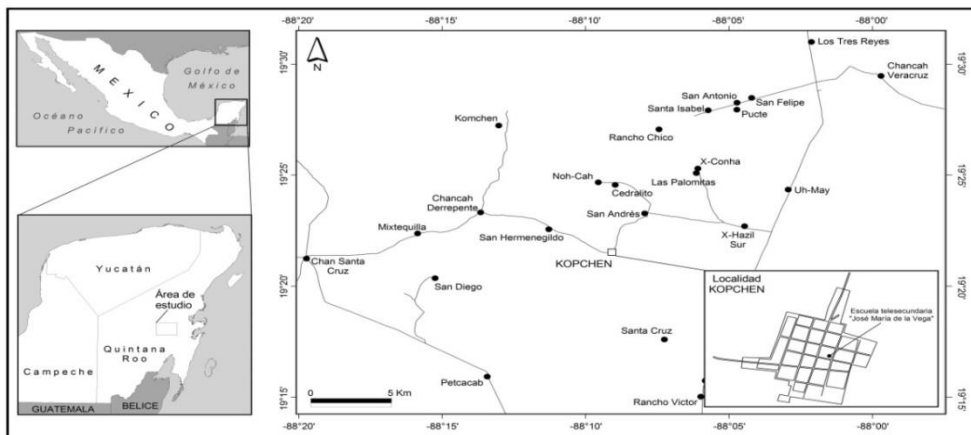 MEXICO
Golfo de
México
Océano
Pacífico
Yucatán
Área de
estudio
Quintana
Roo
Campeche
GUATEMALA
BELICE
-88°20'
-88°15'
-88°10'
-88°05'
-88°00'
19°30'
19°25'
19°20'
19°15'
N
Los Tres Reyes
Chancah
Veracruz
San Antonio
San Felipe
Santa Isabel
Pucte
Komchen
Rancho Chico
X-Conha
Noh-Cah
Las Palomitas
Cedralito
Uh-May
Chancah
Derrepente
San Andrés
Mixtequilla
X-Hazil
Sur
San Hermenegildo
KOPCHEN
Chan Santa
Cruz
San Diego
Santa Cruz
Petcacab
Rancho Victor
0
5 Km
Localidad
KOPCHEN
Escuela telesecundaria
"José María de la Vega"
19°30'
19°25'
19°20'
19°15'
-88°20'
-88°15'
-88°10'
-88°05'
-88°00'